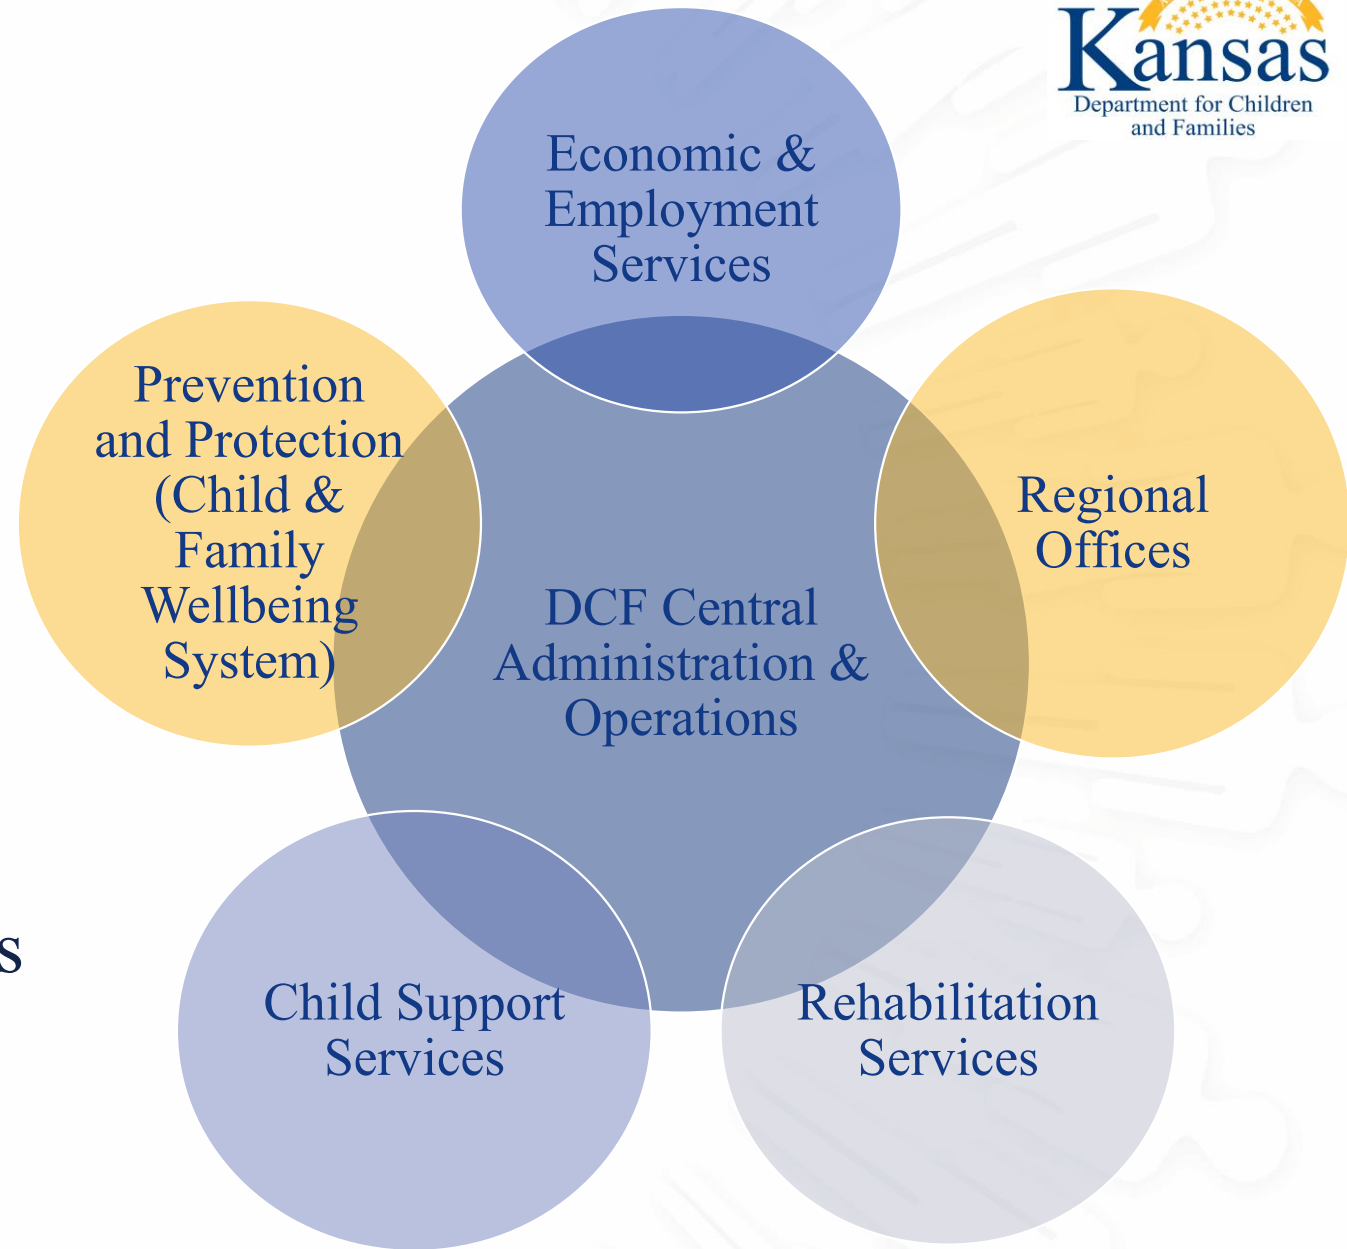 Kansas
Department for Children
and Families
Economic &
Employment
Services
Prevention
and Protection
(Child &
Family
Wellbeing
System)
Regional
Offices
DCF Central
Administration &
Operations
s
Child Support
Services
Rehabilitation
Services